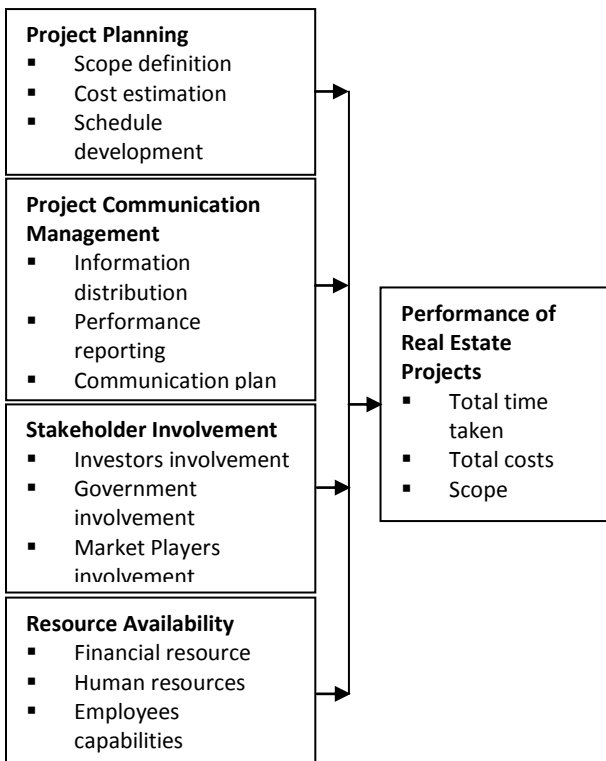 Project Planning
▪ Scope definition
▪ Cost estimation
▪ Schedule
development
Project Communication
Management
▪ Information
distribution
▪ Performance
reporting
▪ Communication plan
Stakeholder Involvement
▪ Investors involvement
▪ Government
involvement
▪ Market Players
involvement
Resource Availability
▪ Financial resource
▪ Human resources
▪ Employees
capabilities
Performance of
Real Estate
Projects
▪ Total time
taken
▪ Total costs
▪ Scope